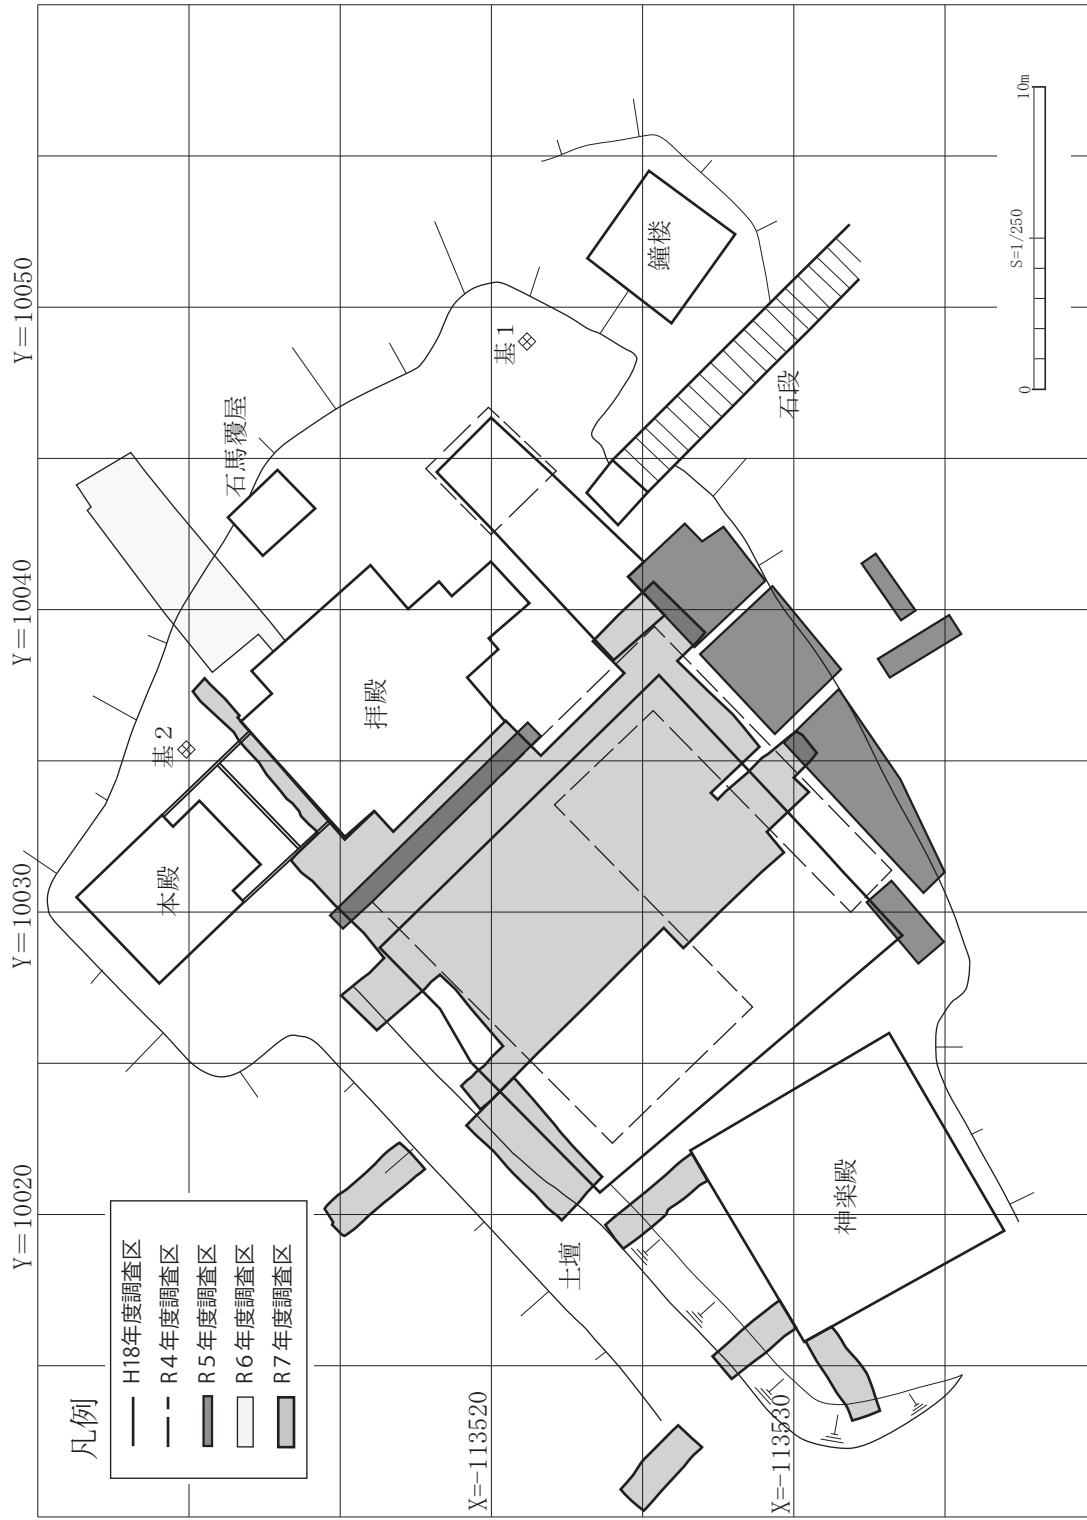 凡例
H18年度調査区
R4年度調査区
R5年度調査区
R6年度調査区
R7年度調査区
Y=10020
Y=10030
Y=10040
Y=10050
X=-113520
X=-113530
本殿
基2
拝殿
石馬覆屋
基1
鐘楼
石段
土壇
神楽殿
S=1/250
0
10m